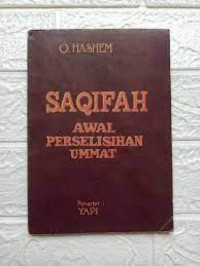 O. HASHEM
SAQIFAH
AWAL
PERSELISIHAN
UMMAT
Penerbit :
YAPI